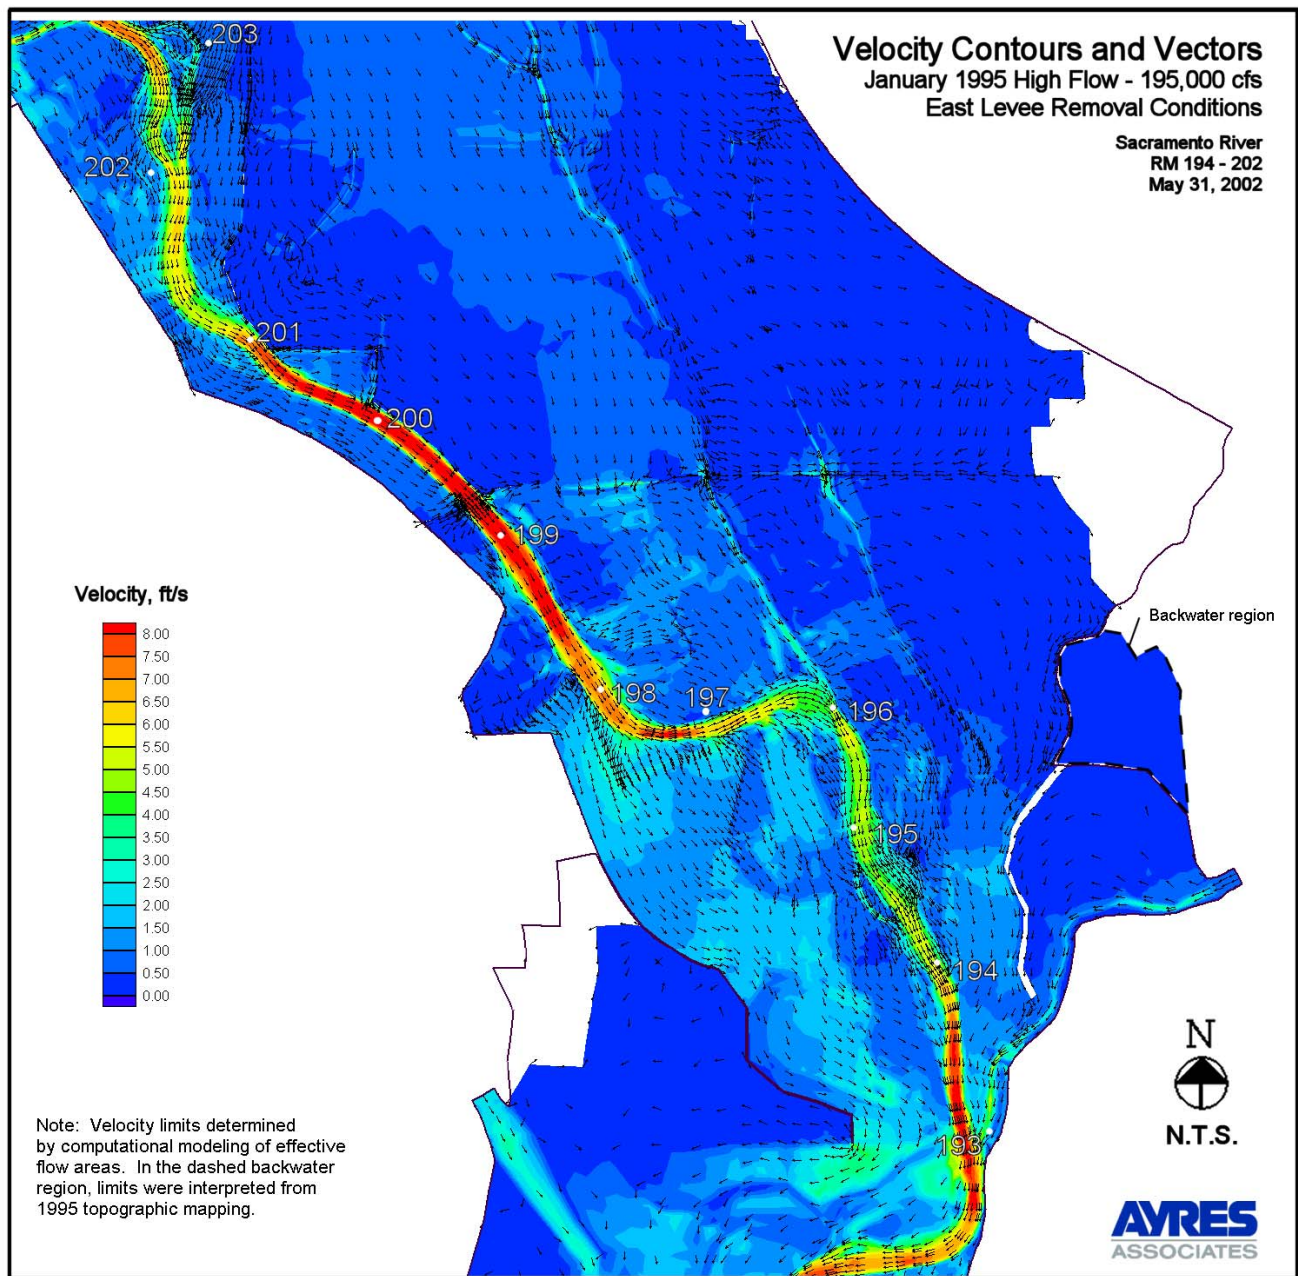 Velocity Contours and Vectors
January 1995 High Flow - 195,000 cfs
East Levee Removal Conditions
Sacramento River
RM 194 - 202
May 31, 2002
203
202
201
200
199
198
197
196
195
194
193
Backwater region
Velocity, ft/s
8.00
7.50
7.00
6.50
6.00
5.50
5.00
4.50
4.00
3.50
3.00
2.50
2.00
1.50
1.00
0.50
0.00
Note: Velocity limits determined
by computational modeling of effective
flow areas. In the dashed backwater
region, limits were interpreted from
1995 topographic mapping.
N
N.T.S.
AYRES
ASSOCIATES